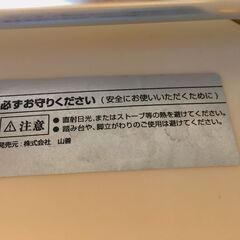 必ずお守りください（安全にお使いいただくために）
⚠注意
●直射日光、またはストーブ等の熱を避けてください。
●踏み台や、脚立がわりのご使用は避けてください。
発売元：株式会社 山善